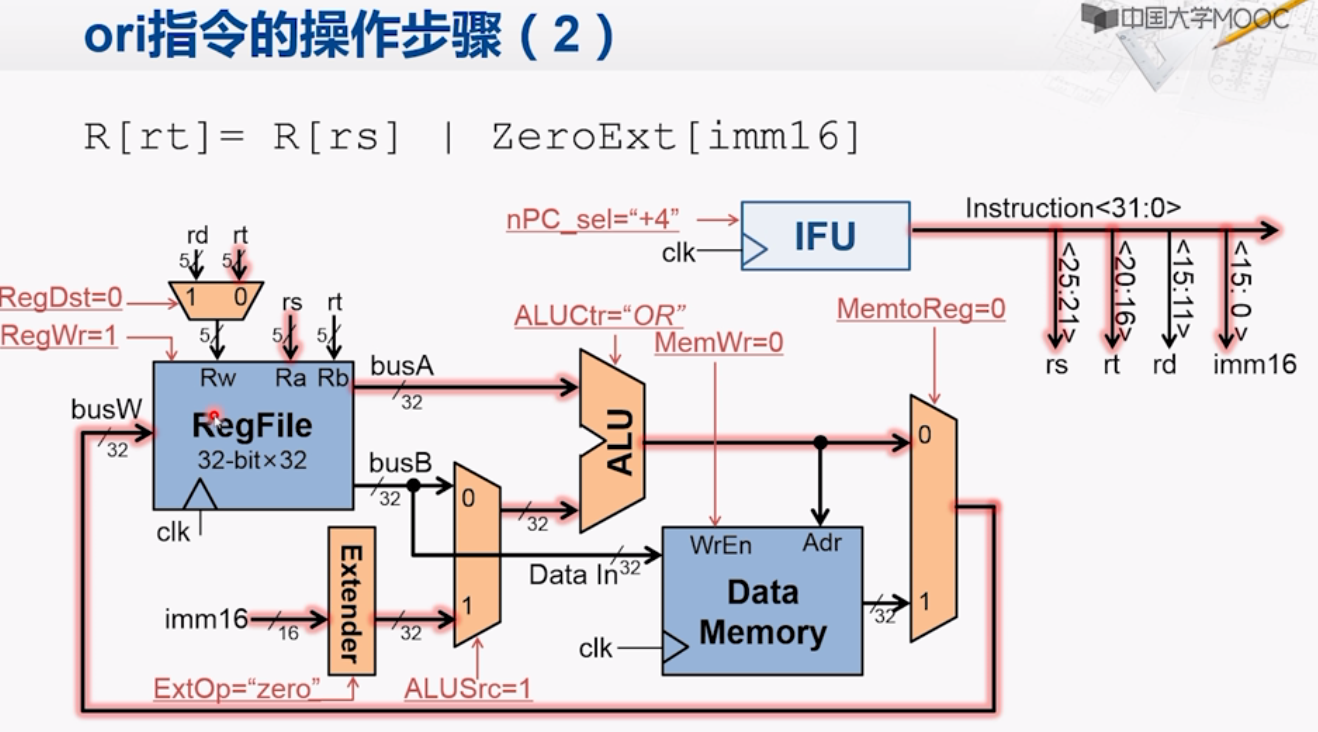 ori指令的操作步骤（2）
中国大学MOOC
R[rt]= R[rs] | ZeroExt[imm16]
nPC_sel=“+4”
clk
IFU
Instruction<31:0>
<25:21>
<20:16>
<15:11>
<15: 0 >
rs
rt
rd
imm16
rd
rt
5
5
1
0
RegDst=0
RegWr=1
5
rs
rt
5
5
Rw
Ra
Rb
busW
32
RegFile
32-bit×32
clk
busA
32
busB
32
ALUCtr=“OR”
MemWr=0
MemtoReg=0
ALU
0
1
32
Data In
32
imm16
16
Extender
32
ExtOp=“zero”
ALUSrc=1
WrEn
Adr
Data
Memory
clk
32
0
1